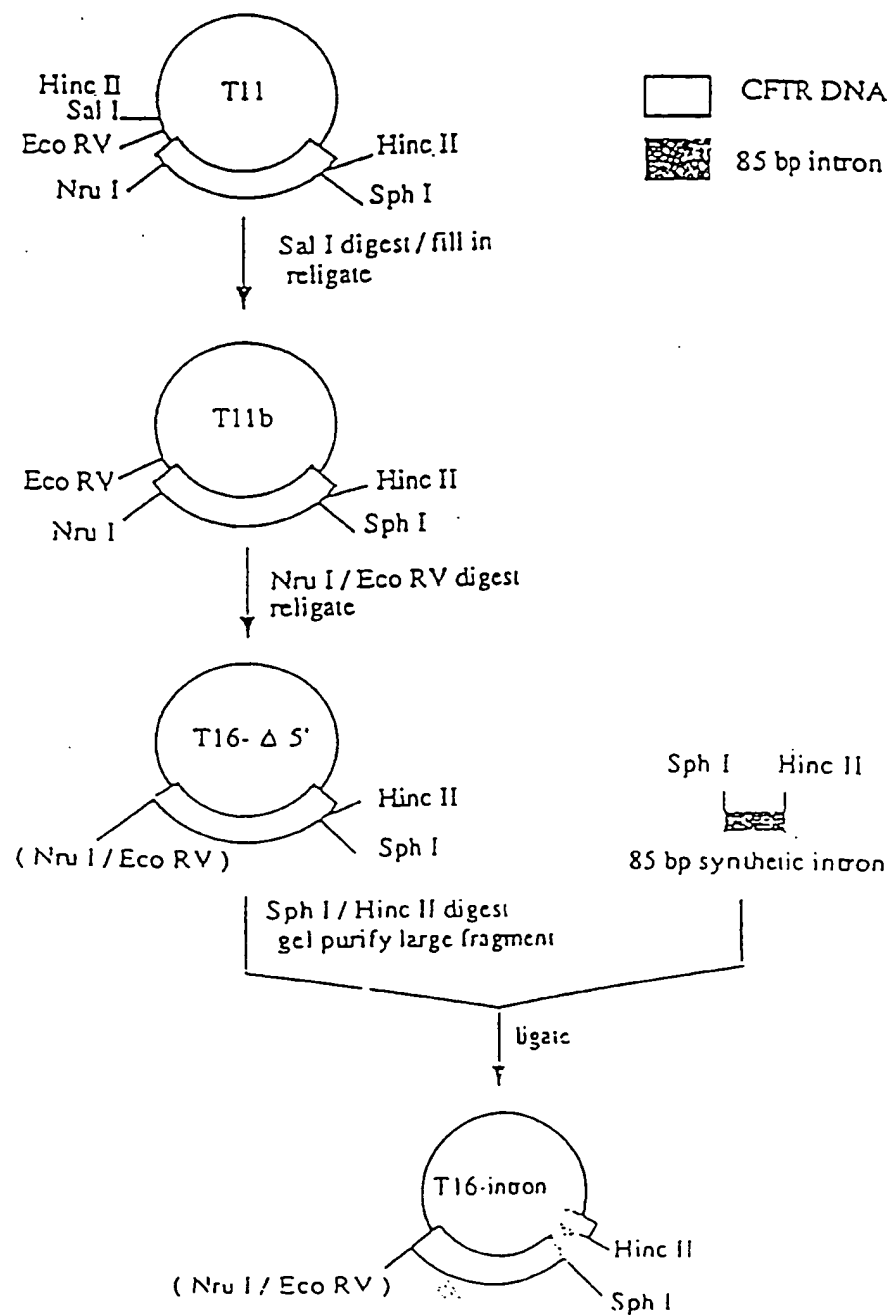 Hinc II
Sal I
Eco RV
Nru I
T11
Hinc II
Sph I
CFTR DNA
85 bp intron
Sal I digest / fill in
religate
T11b
Eco RV
Nru I
Hinc II
Sph I
Nru I / Eco RV digest
religate
T16- Δ 5'
Hinc II
Sph I
( Nru I / Eco RV )
Sph I Hinc II
85 bp synthetic intron
Sph I / Hinc II digest
gel purify large fragment
ligate
T16-intron
Hinc II
Sph I
( Nru I / Eco RV )